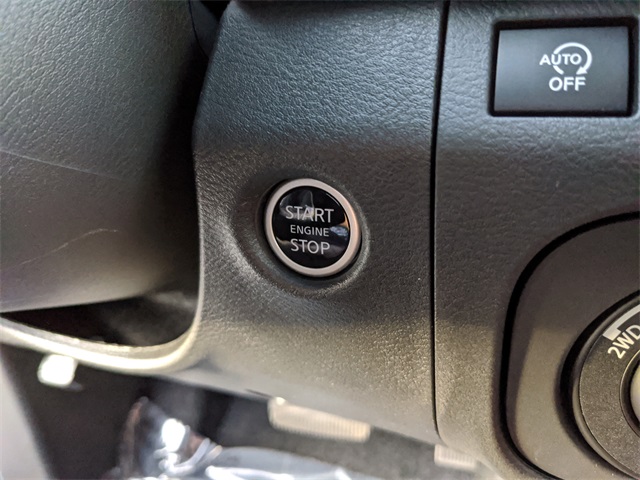 AUTO
OFF
START
ENGINE
STOP
2WD